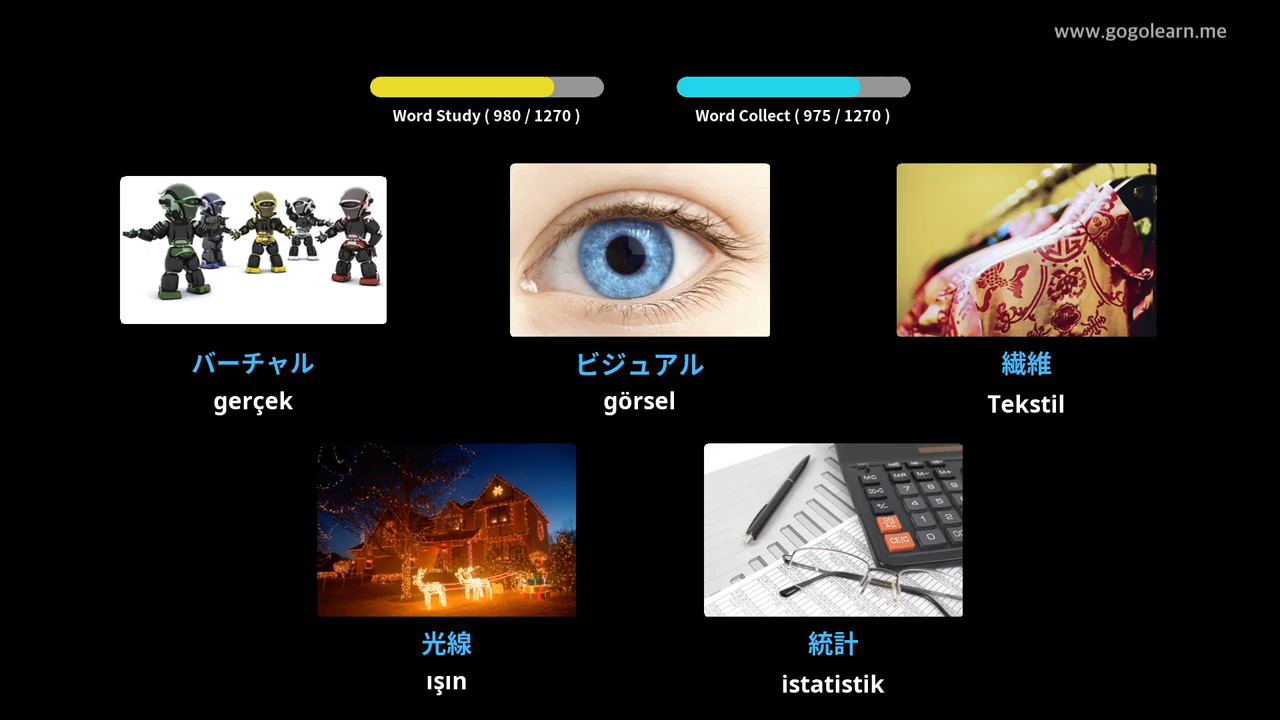 www.gogolearn.me
Word Study ( 980 / 1270 )
Word Collect ( 975 / 1270 )
バーチャル
gerçek
ビジュアル
görsel
繊維
Tekstil
光線
ışın
統計
istatistik